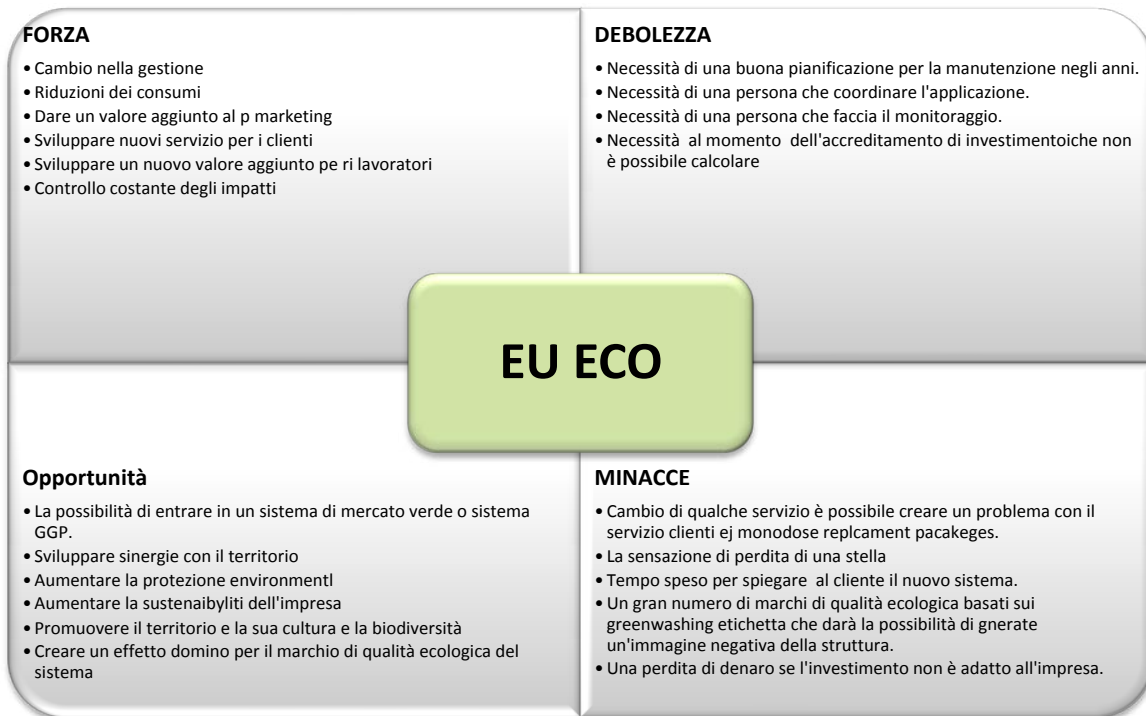 FORZA
• Cambio nella gestione
• Riduzioni dei consumi
• Dare un valore aggiunto al p marketing
• Sviluppare nuovi servizio per i clienti
• Sviluppare un nuovo valore aggiunto pe ri lavoratori
• Controllo costante degli impatti
DEBOLEZZA
• Necessità di una buona pianificazione per la manutenzione negli anni.
• Necessità di una persona che coordinare l'applicazione.
• Necessità di una persona che faccia il monitoraggio.
• Necessità al momento dell'accreditamento di investimentoiche non
è possibile calcolare
EU ECO
Opportunità
• La possibilità di entrare in un sistema di mercato verde o sistema
GGP.
• Sviluppare sinergie con il territorio
• Aumentare la protezione environmentl
• Aumentare la sustenaibyliti dell'impresa
• Promuovere il territorio e la sua cultura e la biodiversità
• Creare un effetto domino per il marchio di qualità ecologica del
sistema
MINACCE
• Cambio di qualche servizio è possibile creare un problema con il
servizio clienti ej monodose replcament pacakeges.
• La sensazione di perdita di una stella
• Tempo speso per spiegare al cliente il nuovo sistema.
• Un gran numero di marchi di qualità ecologica basati sui
greenwashing etichetta che darà la possibilità di gnerate
un'immagine negativa della struttura.
• Una perdita di denaro se l'investimento non è adatto all'impresa.